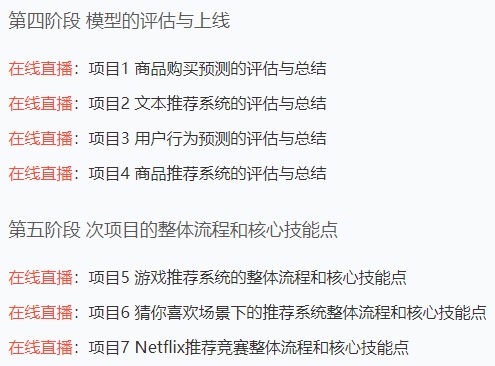 第四阶段 模型的评估与上线
在线直播：项目1 商品购买预测的评估与总结
在线直播：项目2 文本推荐系统的评估与总结
在线直播：项目3 用户行为预测的评估与总结
在线直播：项目4 商品推荐系统的评估与总结
第五阶段 次项目的整体流程和核心技能点
在线直播：项目5 游戏推荐系统的整体流程和核心技能点
在线直播：项目6 猜你喜欢场景下的推荐系统整体流程和核心技能点
在线直播：项目7 Netflix推荐竞赛整体流程和核心技能点